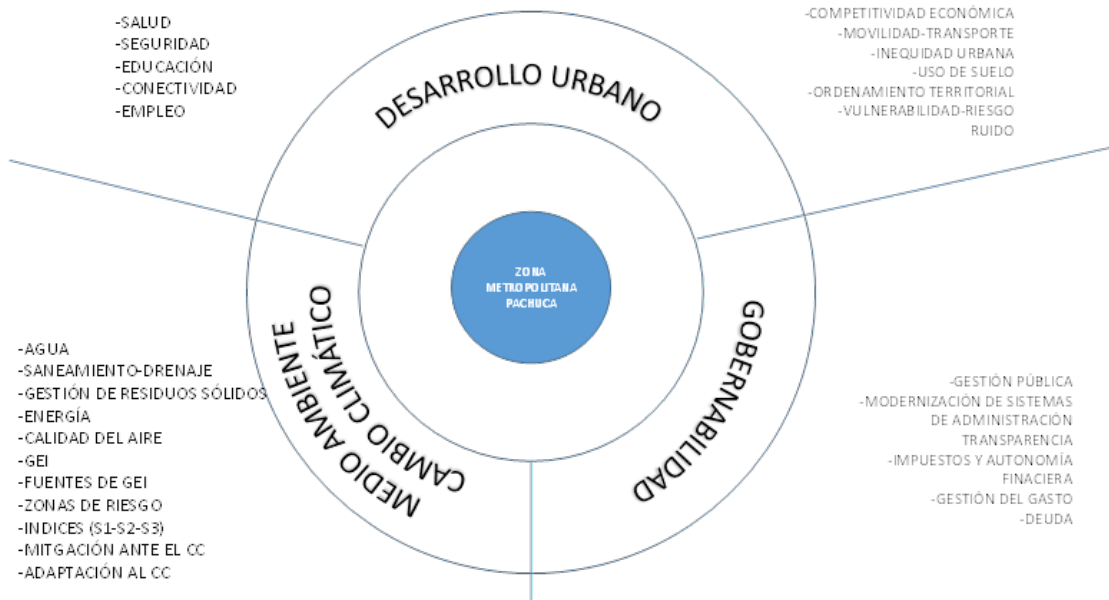 -SALUD
-SEGURIDAD
-EDUCACIÓN
-CONECTIVIDAD
-EMPLEO
-COMPETITIVIDAD ECONÓMICA
-MOVILIDAD-TRANSPORTE
-INEQUIDAD URBANA
-USO DE SUELO
-ORDENAMIENTO TERRITORIAL
-VULNERABILIDAD-RIESGO
RUIDO
DESARROLLO URBANO
ZONA
METROPOLITANA
PACHUCA
MEDIO AMBIENTE
CAMBIO CLIMÁTICO
GOBERNABILIDAD
-AGUA
-SANEAMIENTO-DRENAJE
-GESTIÓN DE RESIDUOS SÓLIDOS
-ENERGÍA
-CALIDAD DEL AIRE
-GEI
-FUENTES DE GEI
-ZONAS DE RIESGO
-INDICES (S1-S2-S3)
-MITGACIÓN ANTE EL CC
-ADAPTACIÓN AL CC
-GESTIÓN PÚBLICA
-MODERNIZACIÓN DE SISTEMAS
DE ADMINISTRACIÓN
TRANSPARENCIA
-IMPUESTOS Y AUTONOMÍA
FINACIERA
-GESTIÓN DEL GASTO
-DEUDA